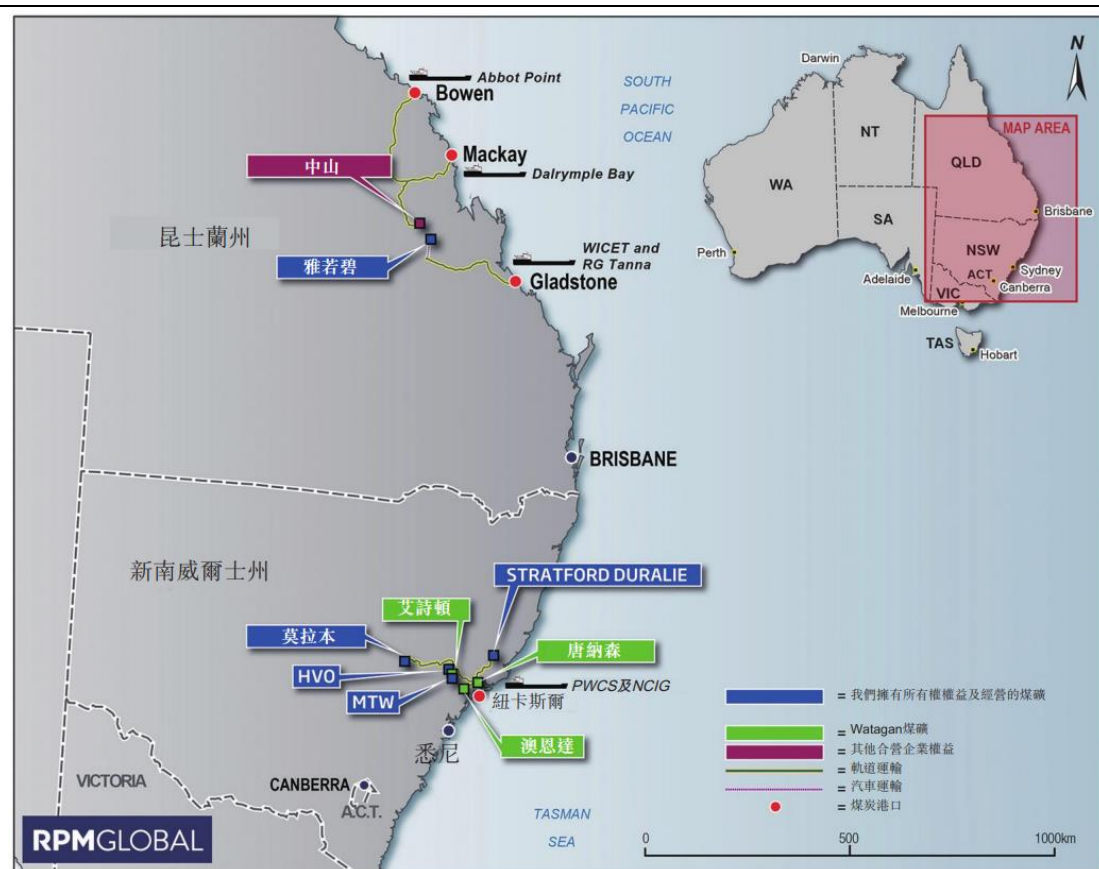 Abbot Point
Bowen
SOUTH
PACIFIC
OCEAN
Mackay
Dalrymple Bay
中山
昆士蘭州
雅若碧
WICET and
RG Tanna
Gladstone
BRISBANE
新南威爾士州
STRATFORD DURALIE
艾詩頓
莫拉本
唐納森
HVO
MTW
PWCS及NCIG
紐卡斯爾
澳恩達
悉尼
VICTORIA
CANBERRA
A.C.T.
TASMAN
SEA
RPMGLOBAL
N
Darwin
MAP AREA
NT
QLD
WA
SA
Brisbane
NSW
Perth
Adelaide
ACT
Sydney
Canberra
VIC
Melbourne
TAS
Hobart
= 我們擁有所有權權益及經營的煤礦
= Watagan煤礦
= 其他合營企業權益
= 軌道運輸
= 汽車運輸
= 煤炭港口
0 500 1000km